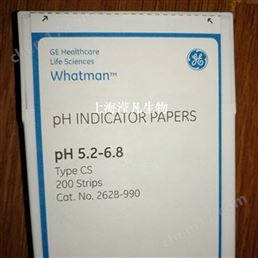 GE Healthcare
Life Sciences
Whatman™
上海滢凡生物
pH INDICATOR PAPERS
pH 5.2-6.8
Type CS
200 Strips
Cat. No. 2628-990